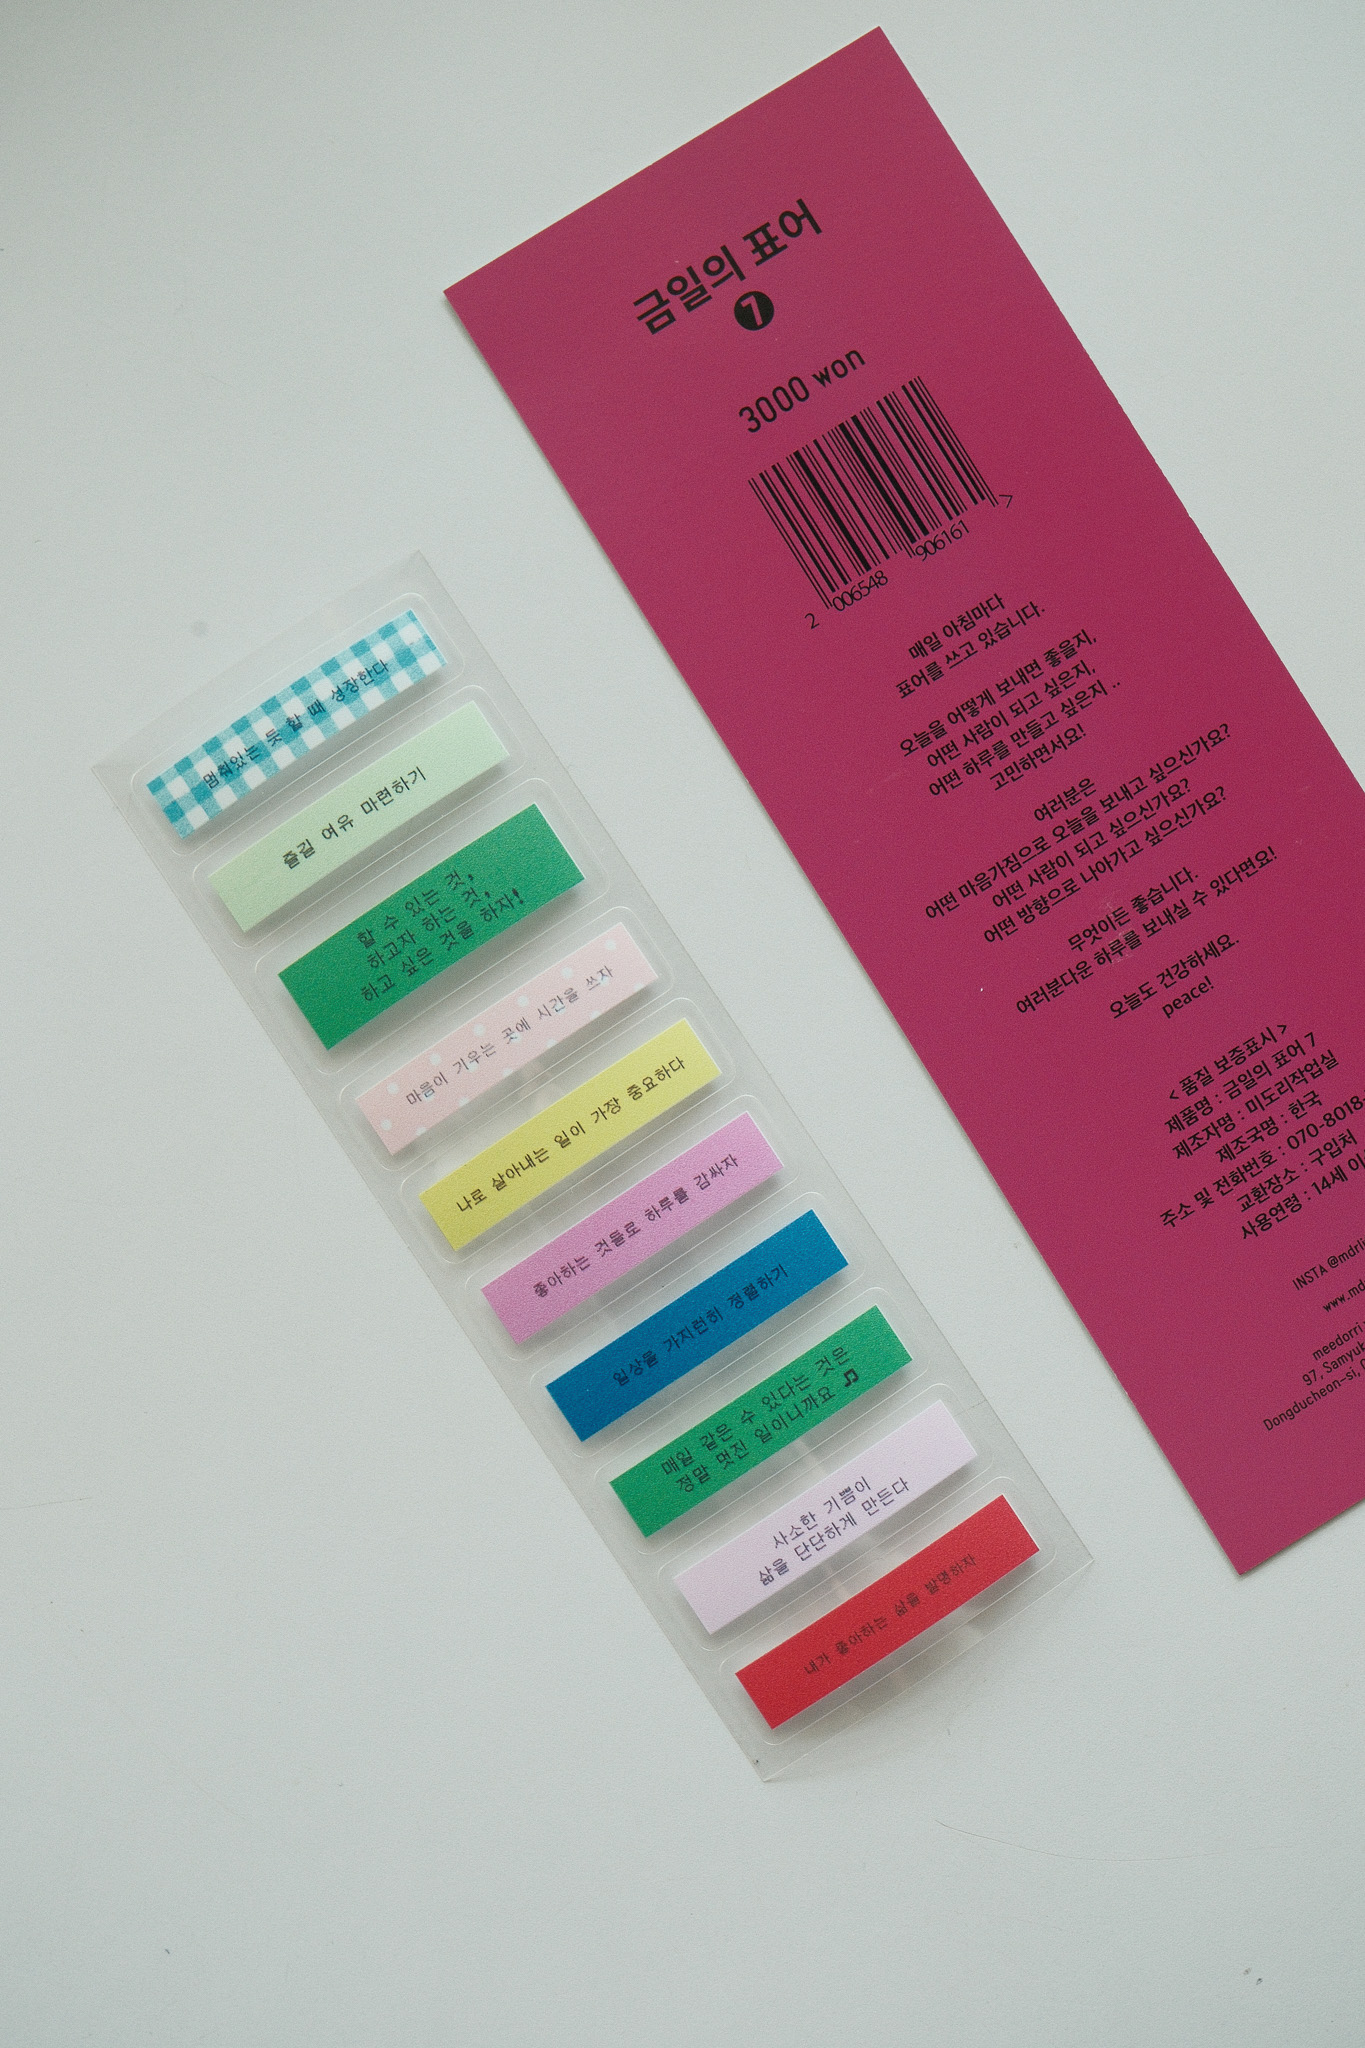 멈춰있는 듯 할 때 성장한다
즐길 여유 마련하기
할 수 있는 것,
하고자 하는 것,
하고 싶은 것을 하자!
마음이 기우는 곳에 시간을 쓰자
나로 살아내는 일이 가장 중요하다
좋아하는 것들로 하루를 감싸자
일상을 가지런히 정렬하기
매일 같은 수 있다는 것은
정말 멋진 일이니까요 ♫
사소한 기쁨이
삶을 단단하게 만든다
내가 좋아하는 삶을 발명하자
금일의 표어
7
3000 won
2 006548 906161 >
매일 아침마다
표어를 쓰고 있습니다.
오늘을 어떻게 보내면 좋을지,
어떤 사람이 되고 싶은지,
어떤 하루를 만들고 싶은지 ..
고민하면서요!
여러분은
어떤 마음가짐으로 오늘을 보내고 싶으신가요?
어떤 사람이 되고 싶으신가요?
어떤 방향으로 나아가고 싶으신가요?
무엇이든 좋습니다.
여러분다운 하루를 보내실 수 있다면요!
오늘도 건강하세요.
peace!
< 품질 보증표시 >
제품명 : 금일의 표어 7
제조자명 : 미도리작업실
제조국명 : 한국
주소 및 전화번호 : 070-8018-
교환장소 : 구입처
사용연령 : 14세 이
INSTA @mdrli
www.md
meedorri
97, Samyuk
Dongducheon-si,